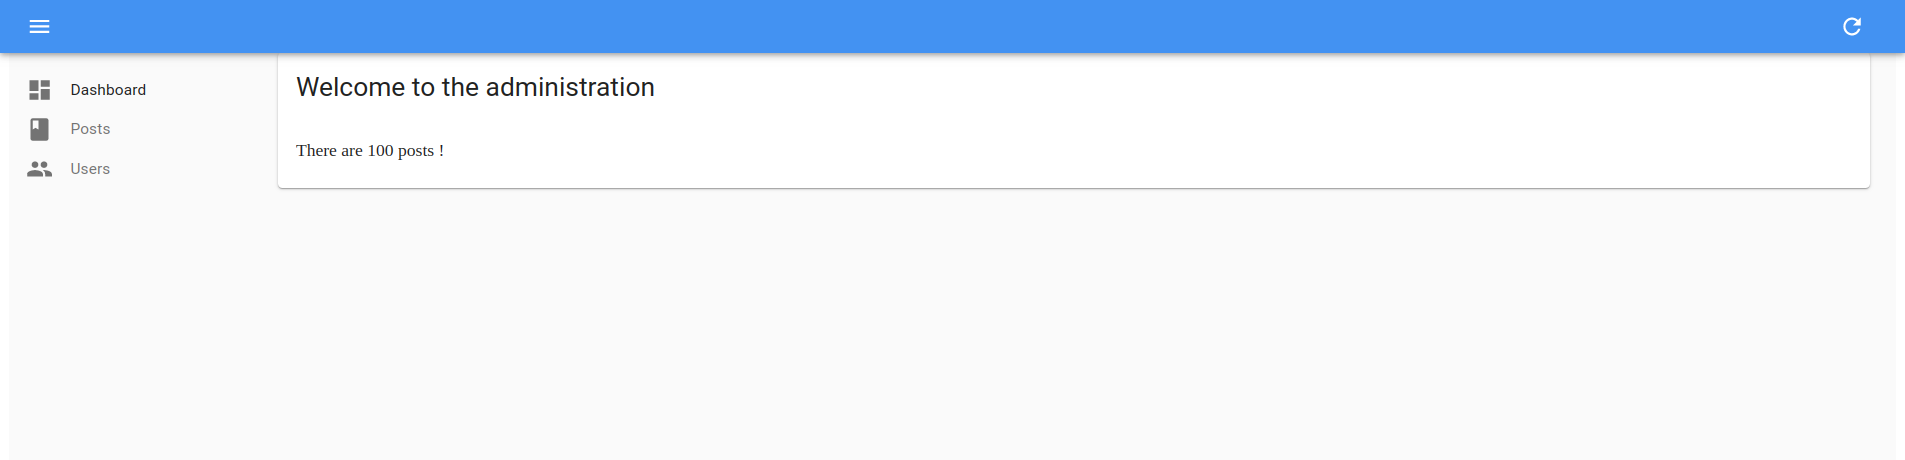 Dashboard
Posts
Users
Welcome to the administration
There are 100 posts !